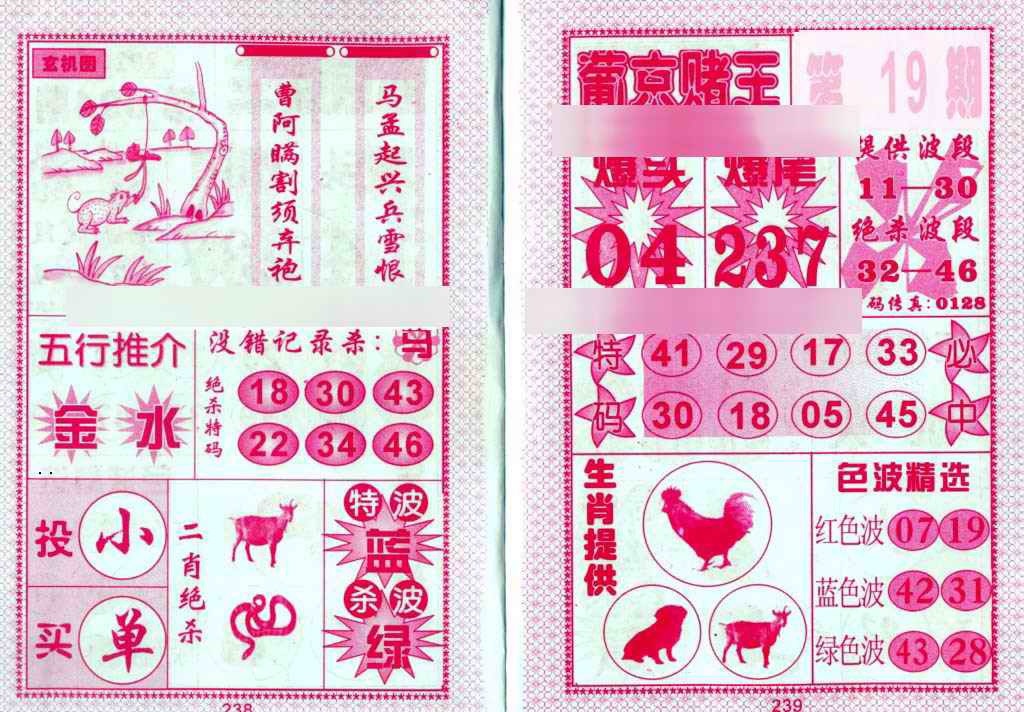 玄机图
马孟起兴兵雪恨
曹阿瞒割须弃袍
五行推介
金 水
没错记录杀：马
绝杀特码
18 30 43
22 34 46
投 小
买 单
二肖绝杀
特波
蓝
杀波
绿
238
葡京赌王
第 19 期
爆头 爆尾
04 237
提供波段
11—30
绝杀波段
32—46
码传真：0128
特码
41 29 17 33
30 18 05 45
必中
生肖提供
色波精选
红色波 07 19
蓝色波 42 31
绿色波 43 28
239